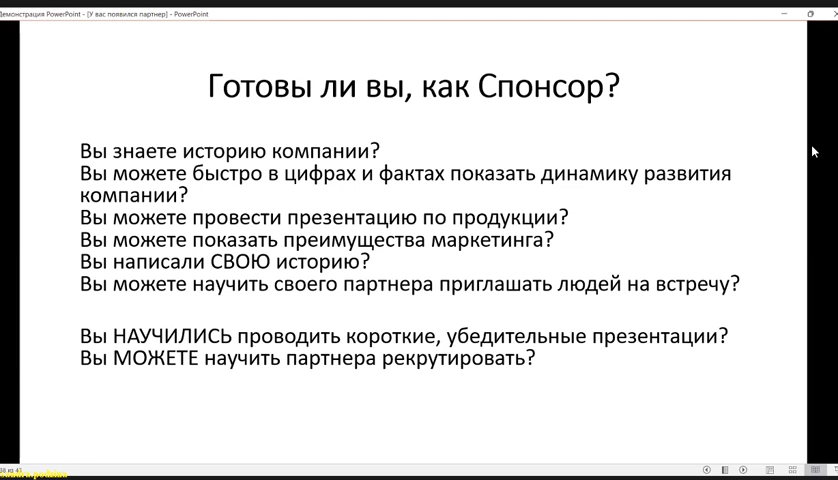 Демонстрация PowerPoint - [У вас появился партнер] - PowerPoint
Готовы ли вы, как Спонсор?
Вы знаете историю компании?
Вы можете быстро в цифрах и фактах показать динамику развития
компании?
Вы можете провести презентацию по продукции?
Вы можете показать преимущества маркетинга?
Вы написали СВОЮ историю?
Вы можете научить своего партнера приглашать людей на встречу?
Вы НАУЧИЛИСЬ проводить короткие, убедительные презентации?
Вы МОЖЕТЕ научить партнера рекрутировать?
38 из 41